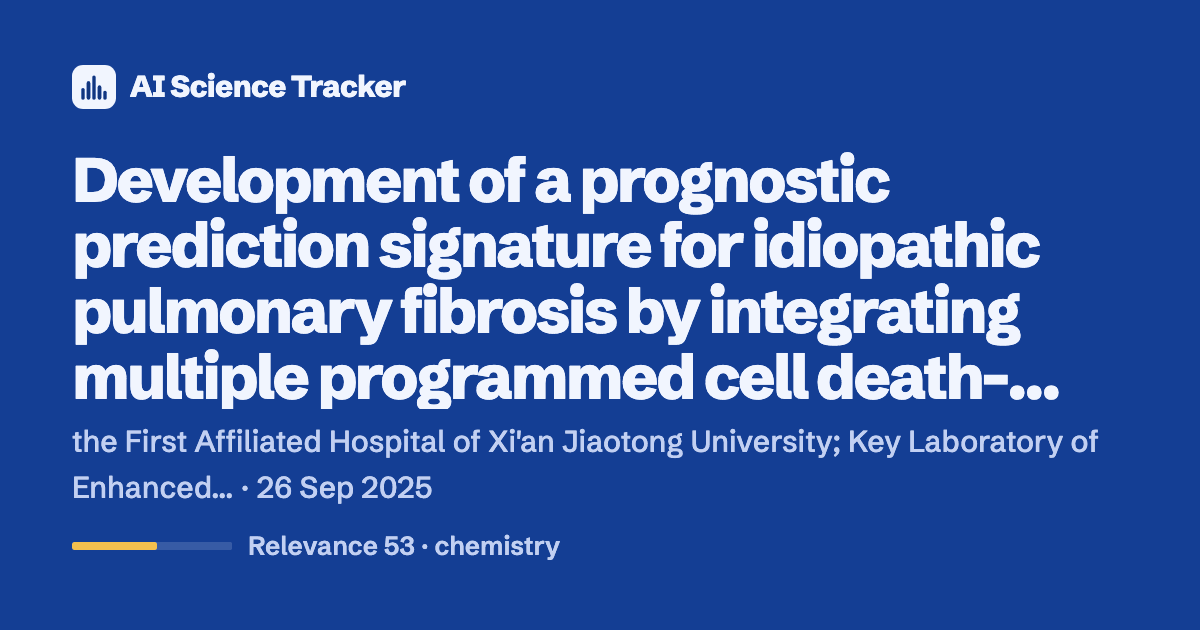 AI Science Tracker
Development of a prognostic
prediction signature for idiopathic
pulmonary fibrosis by integrating
multiple programmed cell death-...
the First Affiliated Hospital of Xi'an Jiaotong University; Key Laboratory of
Enhanced... · 26 Sep 2025
Relevance 53 · chemistry